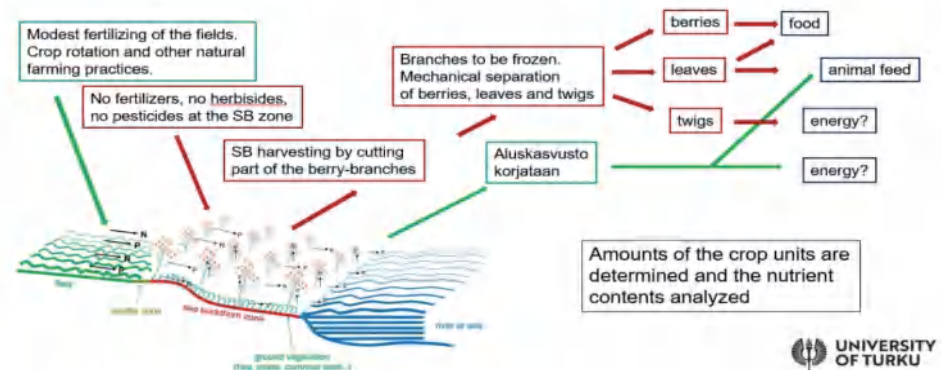 Modest fertilizing of the fields.
Crop rotation and other natural
farming practices.
No fertilizers, no herbisides,
no pesticides at the SB zone
SB harvesting by cutting
part of the berry-branches
Branches to be frozen.
Mechanical separation
of berries, leaves and twigs
berries
leaves
twigs
food
animal feed
energy?
energy?
Aluskasvusto
korjataan
N
P
N
P
field
zone
sea buckthorn zone
river or lake
ground vegetation
Amounts of the crop units are
determined and the nutrient
contents analyzed
UNIVERSITY
OF TURKU